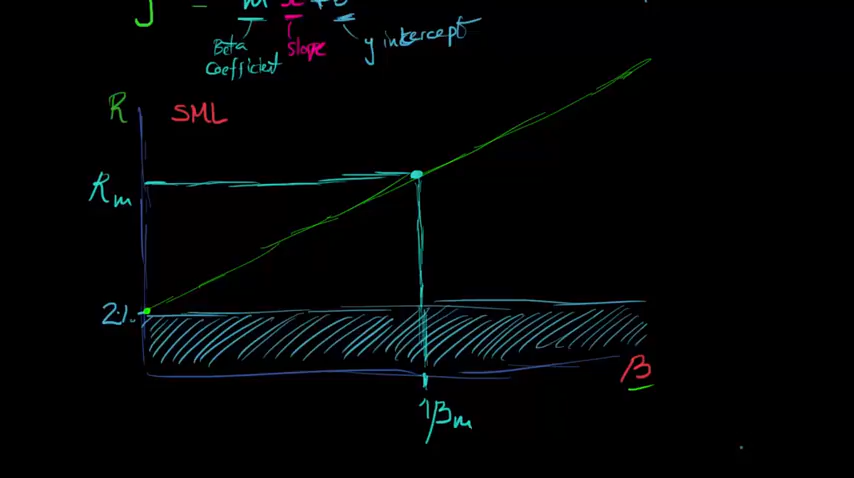 y = m x + b
Beta coefficient slope y intercept
R SML
Rm
2%
β
1βm